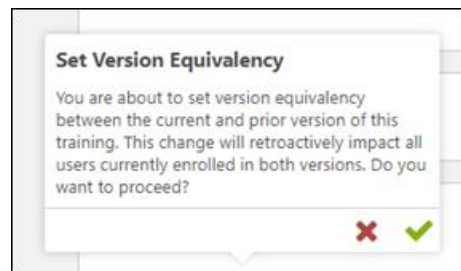 Set Version Equivalency
You are about to set version equivalency
between the current and prior version of this
training. This change will retroactively impact all
users currently enrolled in both versions. Do you
want to proceed?